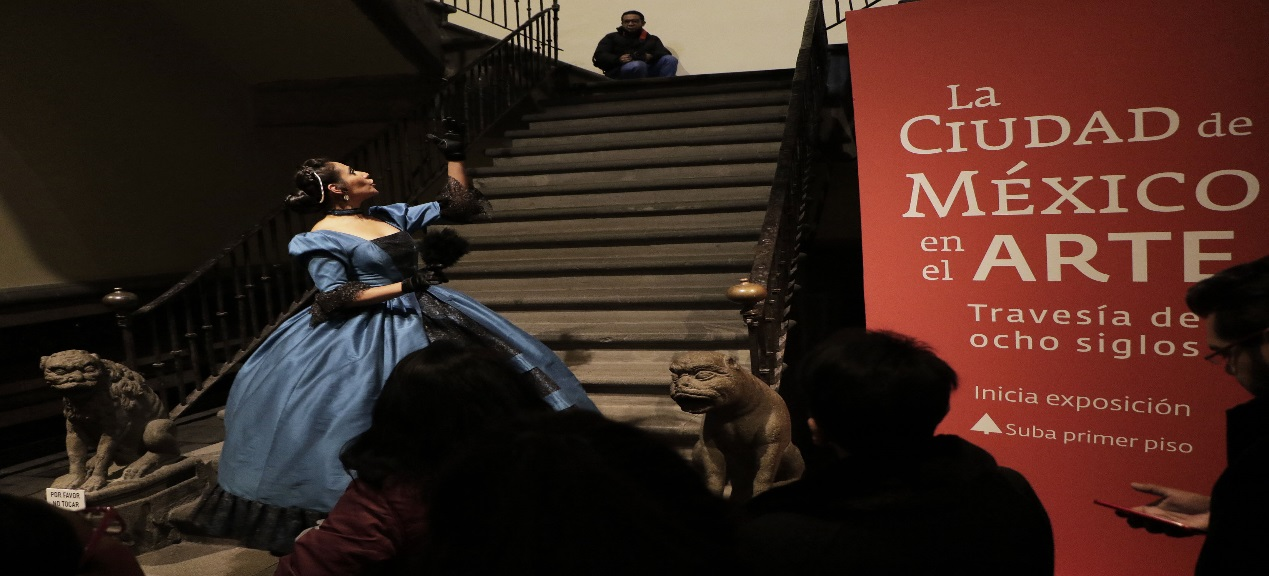 La
CIUDAD de
MÉXICO
en
el ARTE
Travesía de
ocho siglos
Inicia exposición
Suba primer piso
POR FAVOR
NO TOCAR